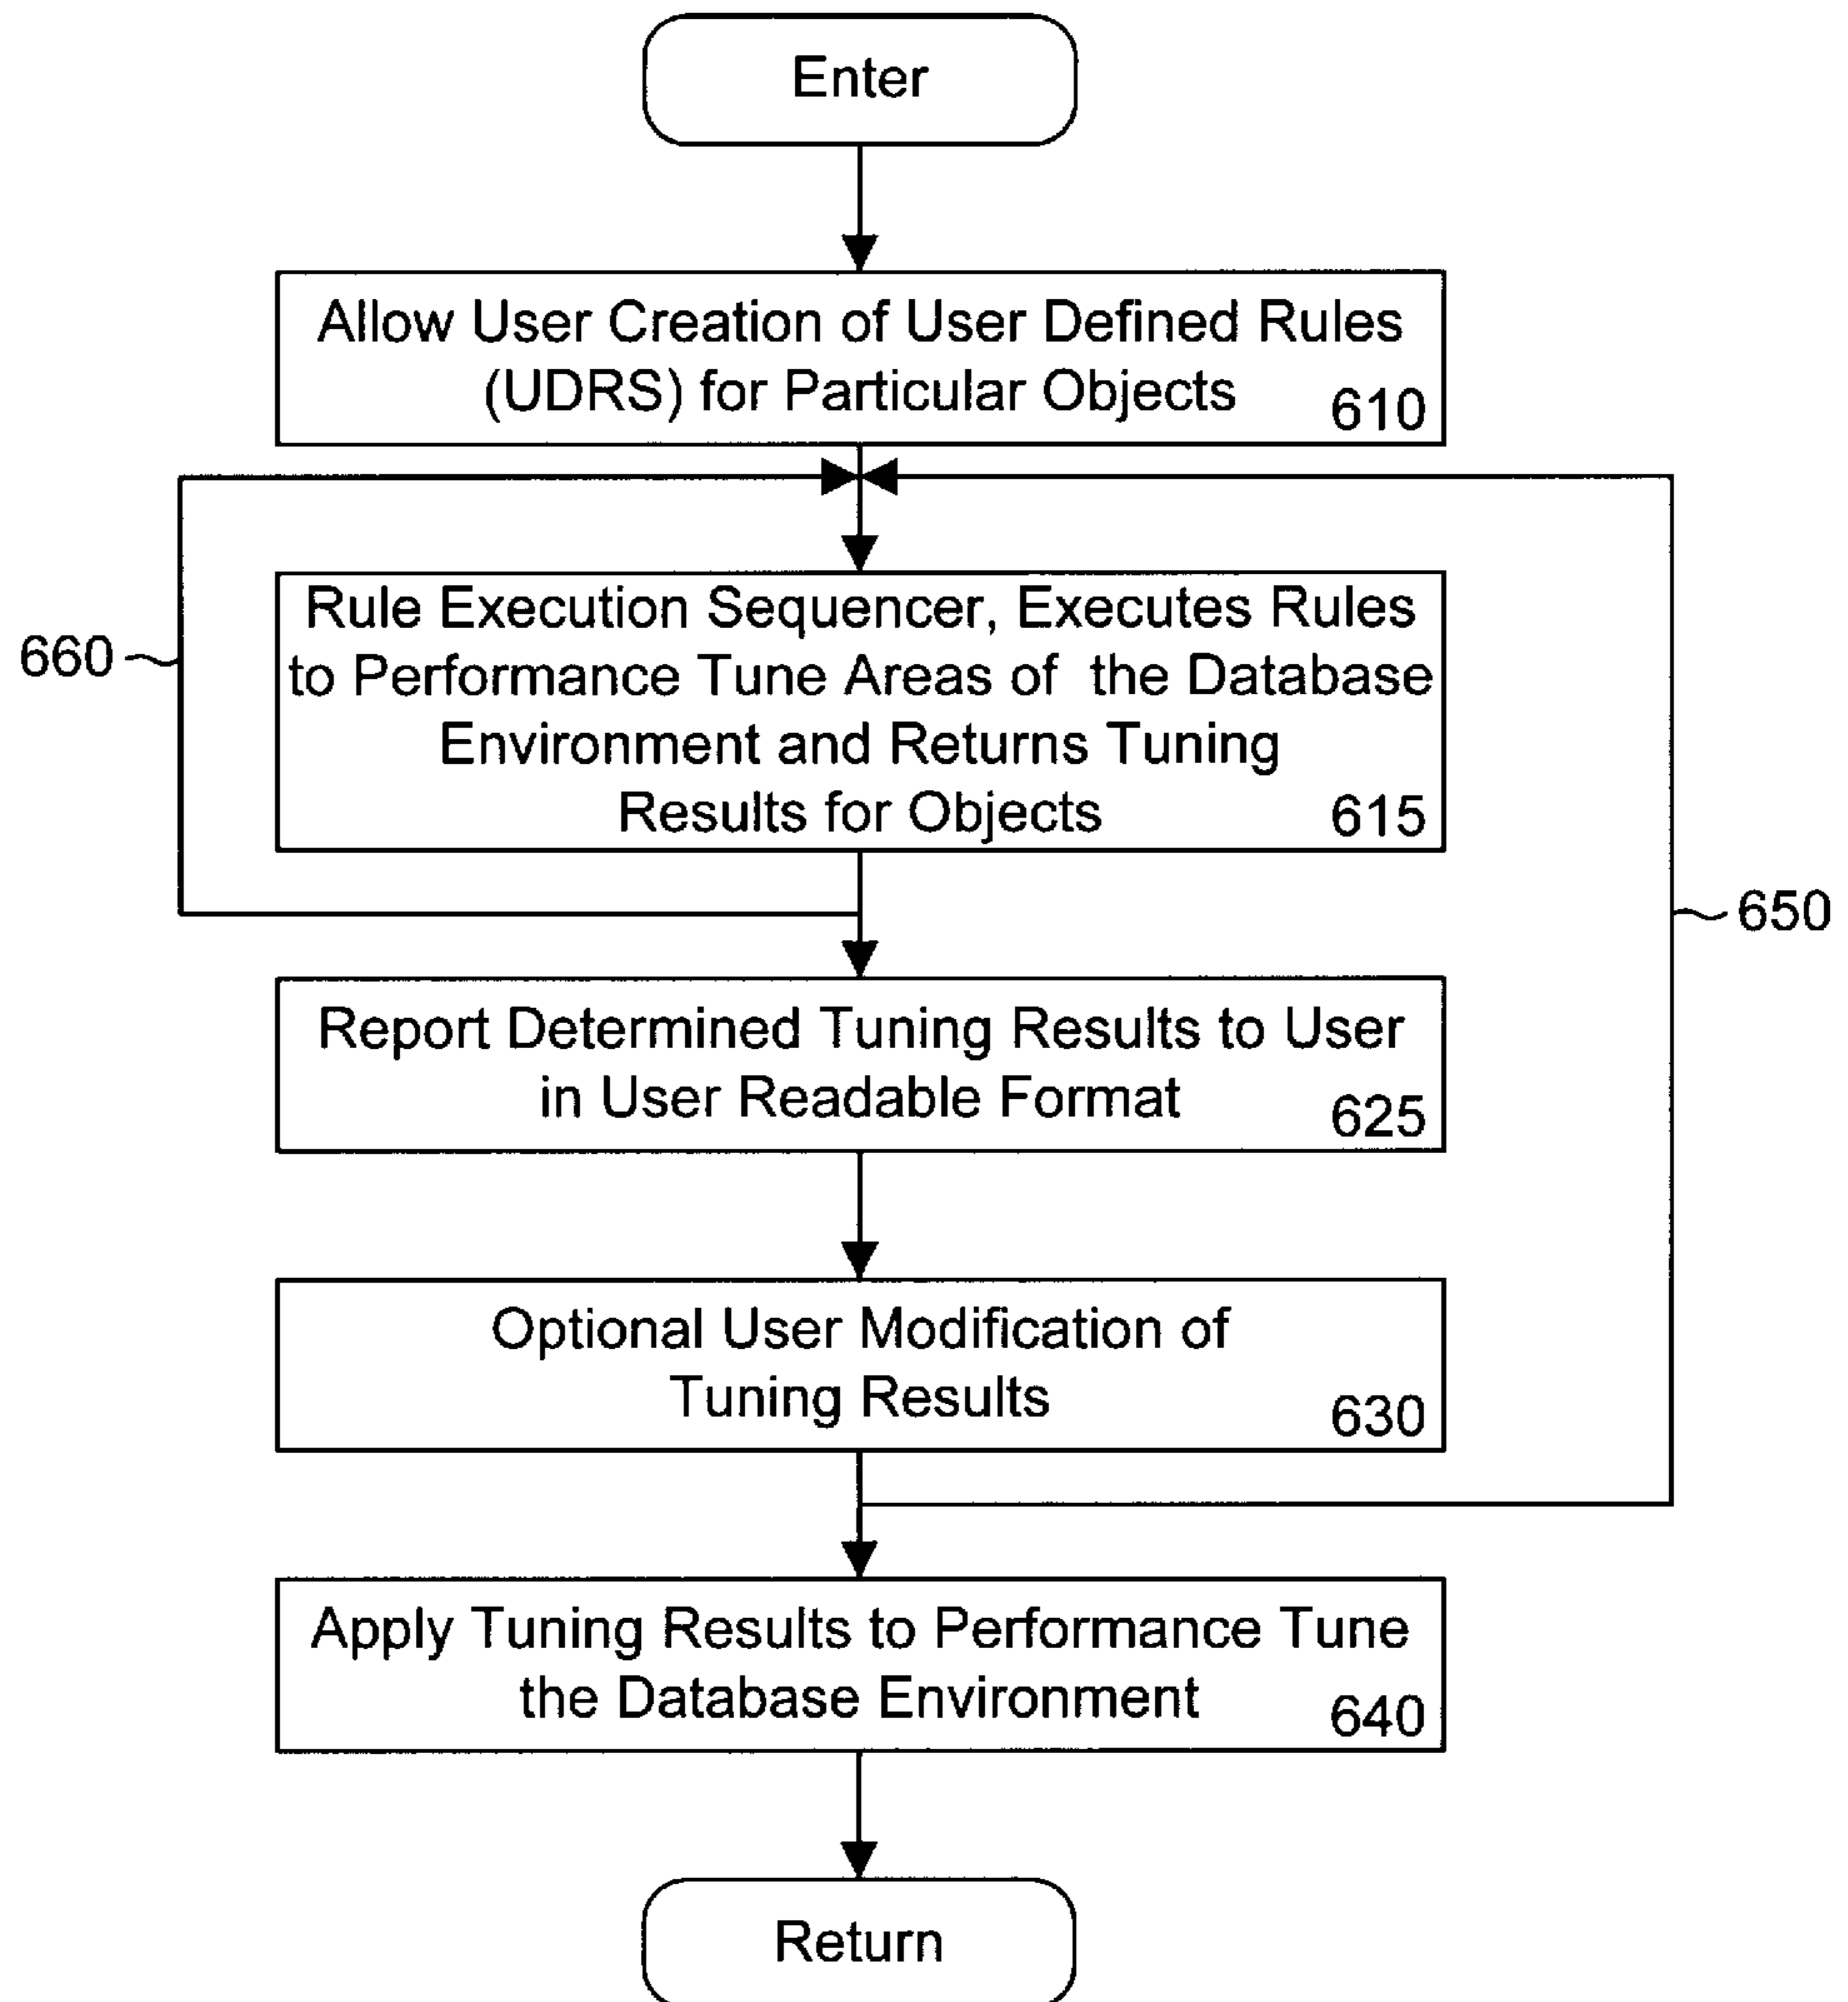 Enter
Allow User Creation of User Defined Rules
(UDRS) for Particular Objects
610
Rule Execution Sequencer, Executes Rules
to Performance Tune Areas of the Database
Environment and Returns Tuning
Results for Objects
615
660
650
Report Determined Tuning Results to User
in User Readable Format
625
Optional User Modification of
Tuning Results
630
Apply Tuning Results to Performance Tune
the Database Environment
640
Return